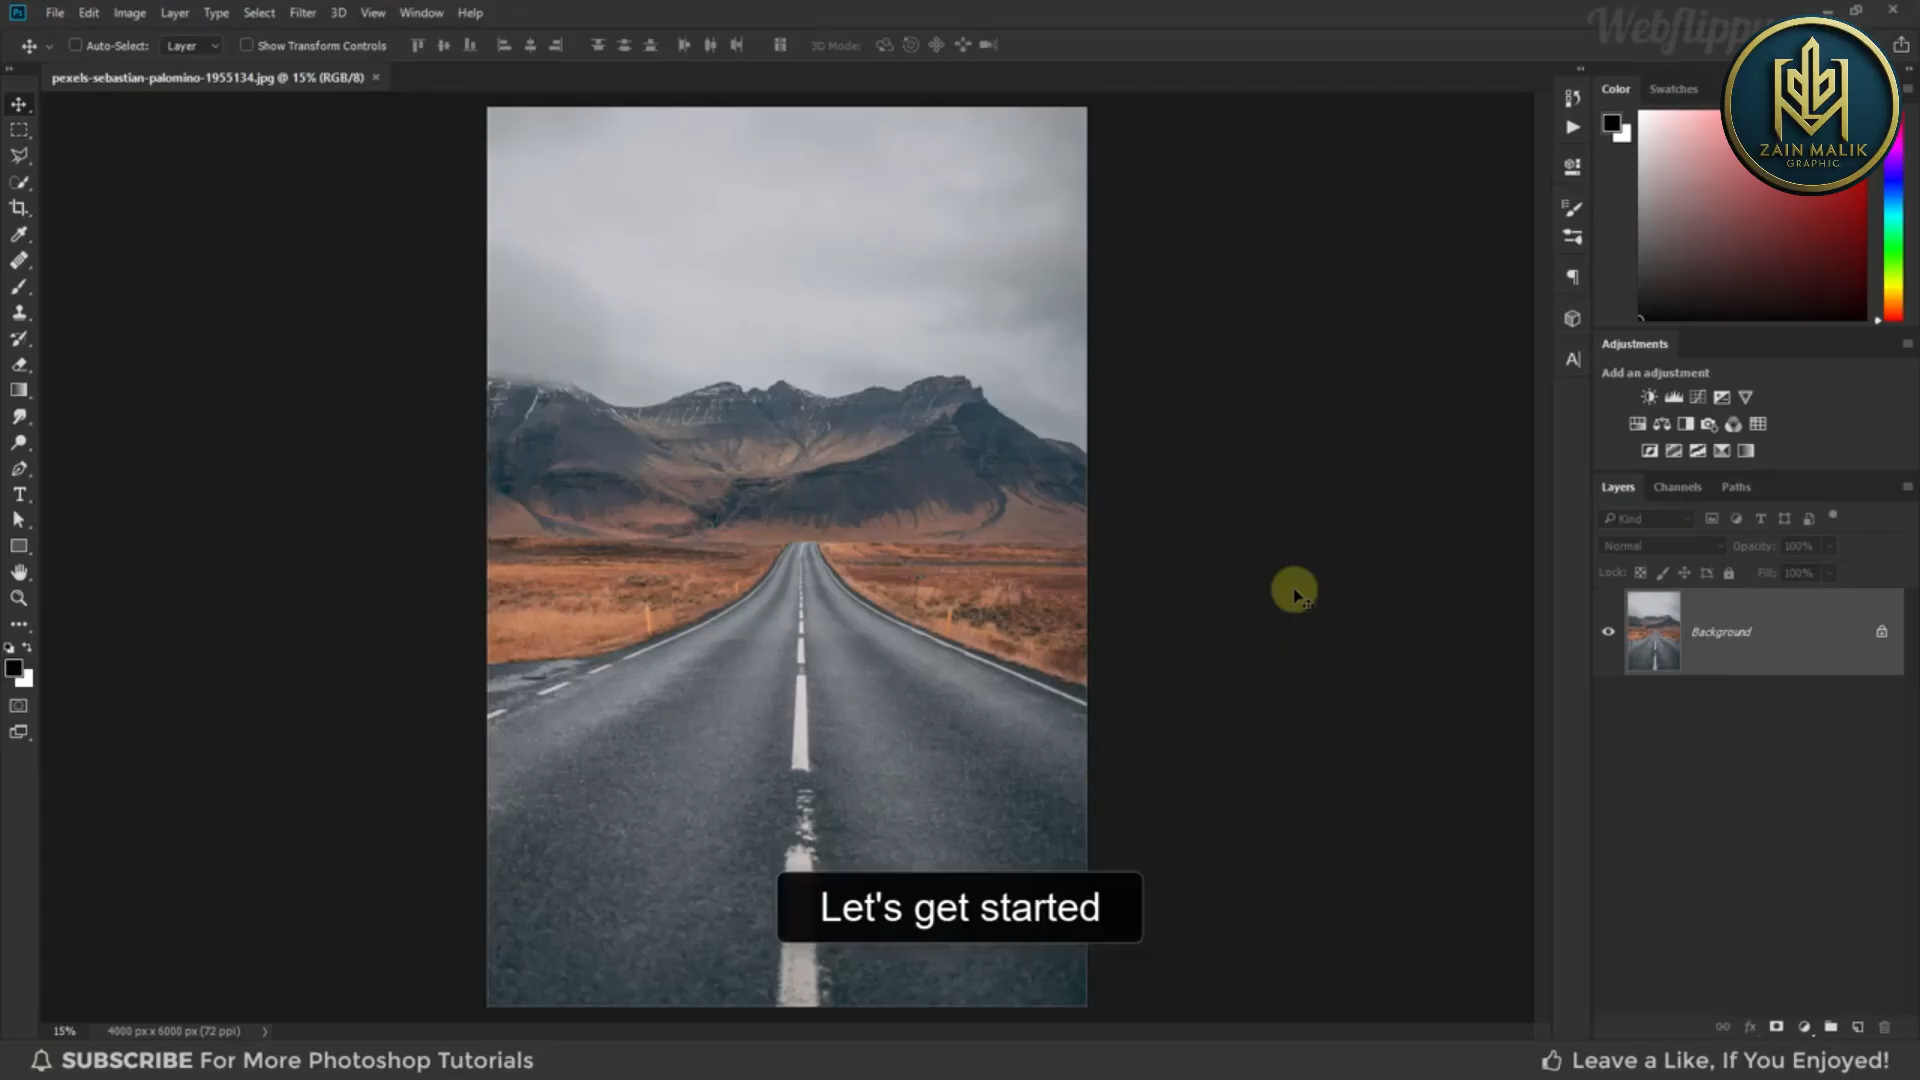 Ps File Edit Image Layer Type Select Filter 3D View Window Help
Webflippy
Auto-Select: Layer Show Transform Controls 3D Mode:
pexels-sebastian-palomino-1955134.jpg @ 15% (RGB/8) ×
Color Swatches
ZAIN MALIK
GRAPHIC
Adjustments
Add an adjustment
Layers Channels Paths
Kind
Normal Opacity: 100%
Lock: Fill: 100%
Background
Let's get started
15% 4000 px x 6000 px (72 ppi)
SUBSCRIBE For More Photoshop Tutorials
Leave a Like, If You Enjoyed!